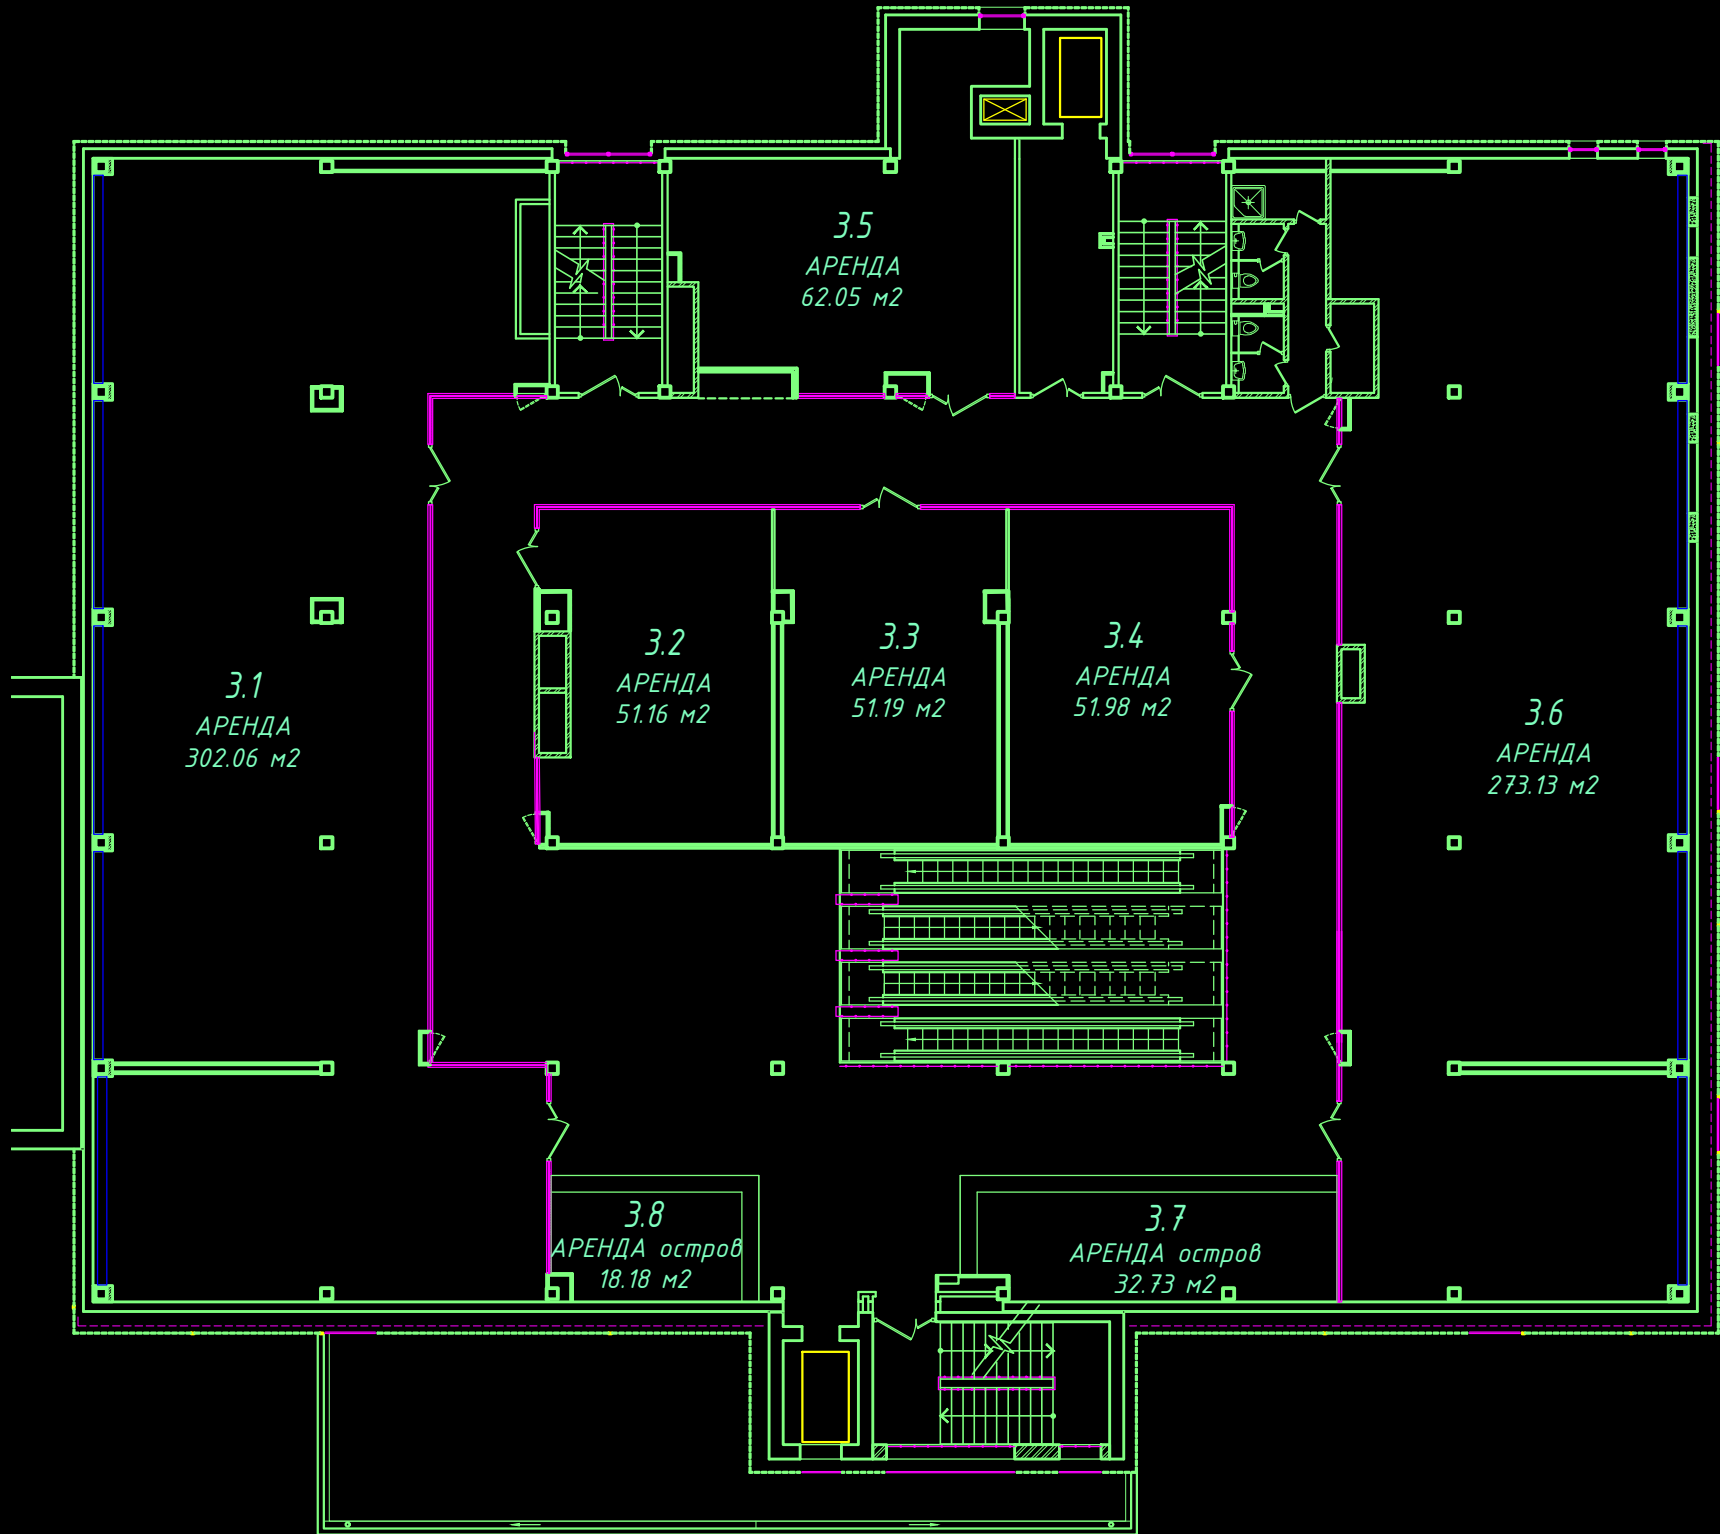 3.5
АРЕНДА
62.05 м2
3.1
АРЕНДА
302.06 м2
3.2
АРЕНДА
51.16 м2
3.3
АРЕНДА
51.19 м2
3.4
АРЕНДА
51.98 м2
3.6
АРЕНДА
273.13 м2
3.8
АРЕНДА остров
18.18 м2
3.7
АРЕНДА остров
32.73 м2